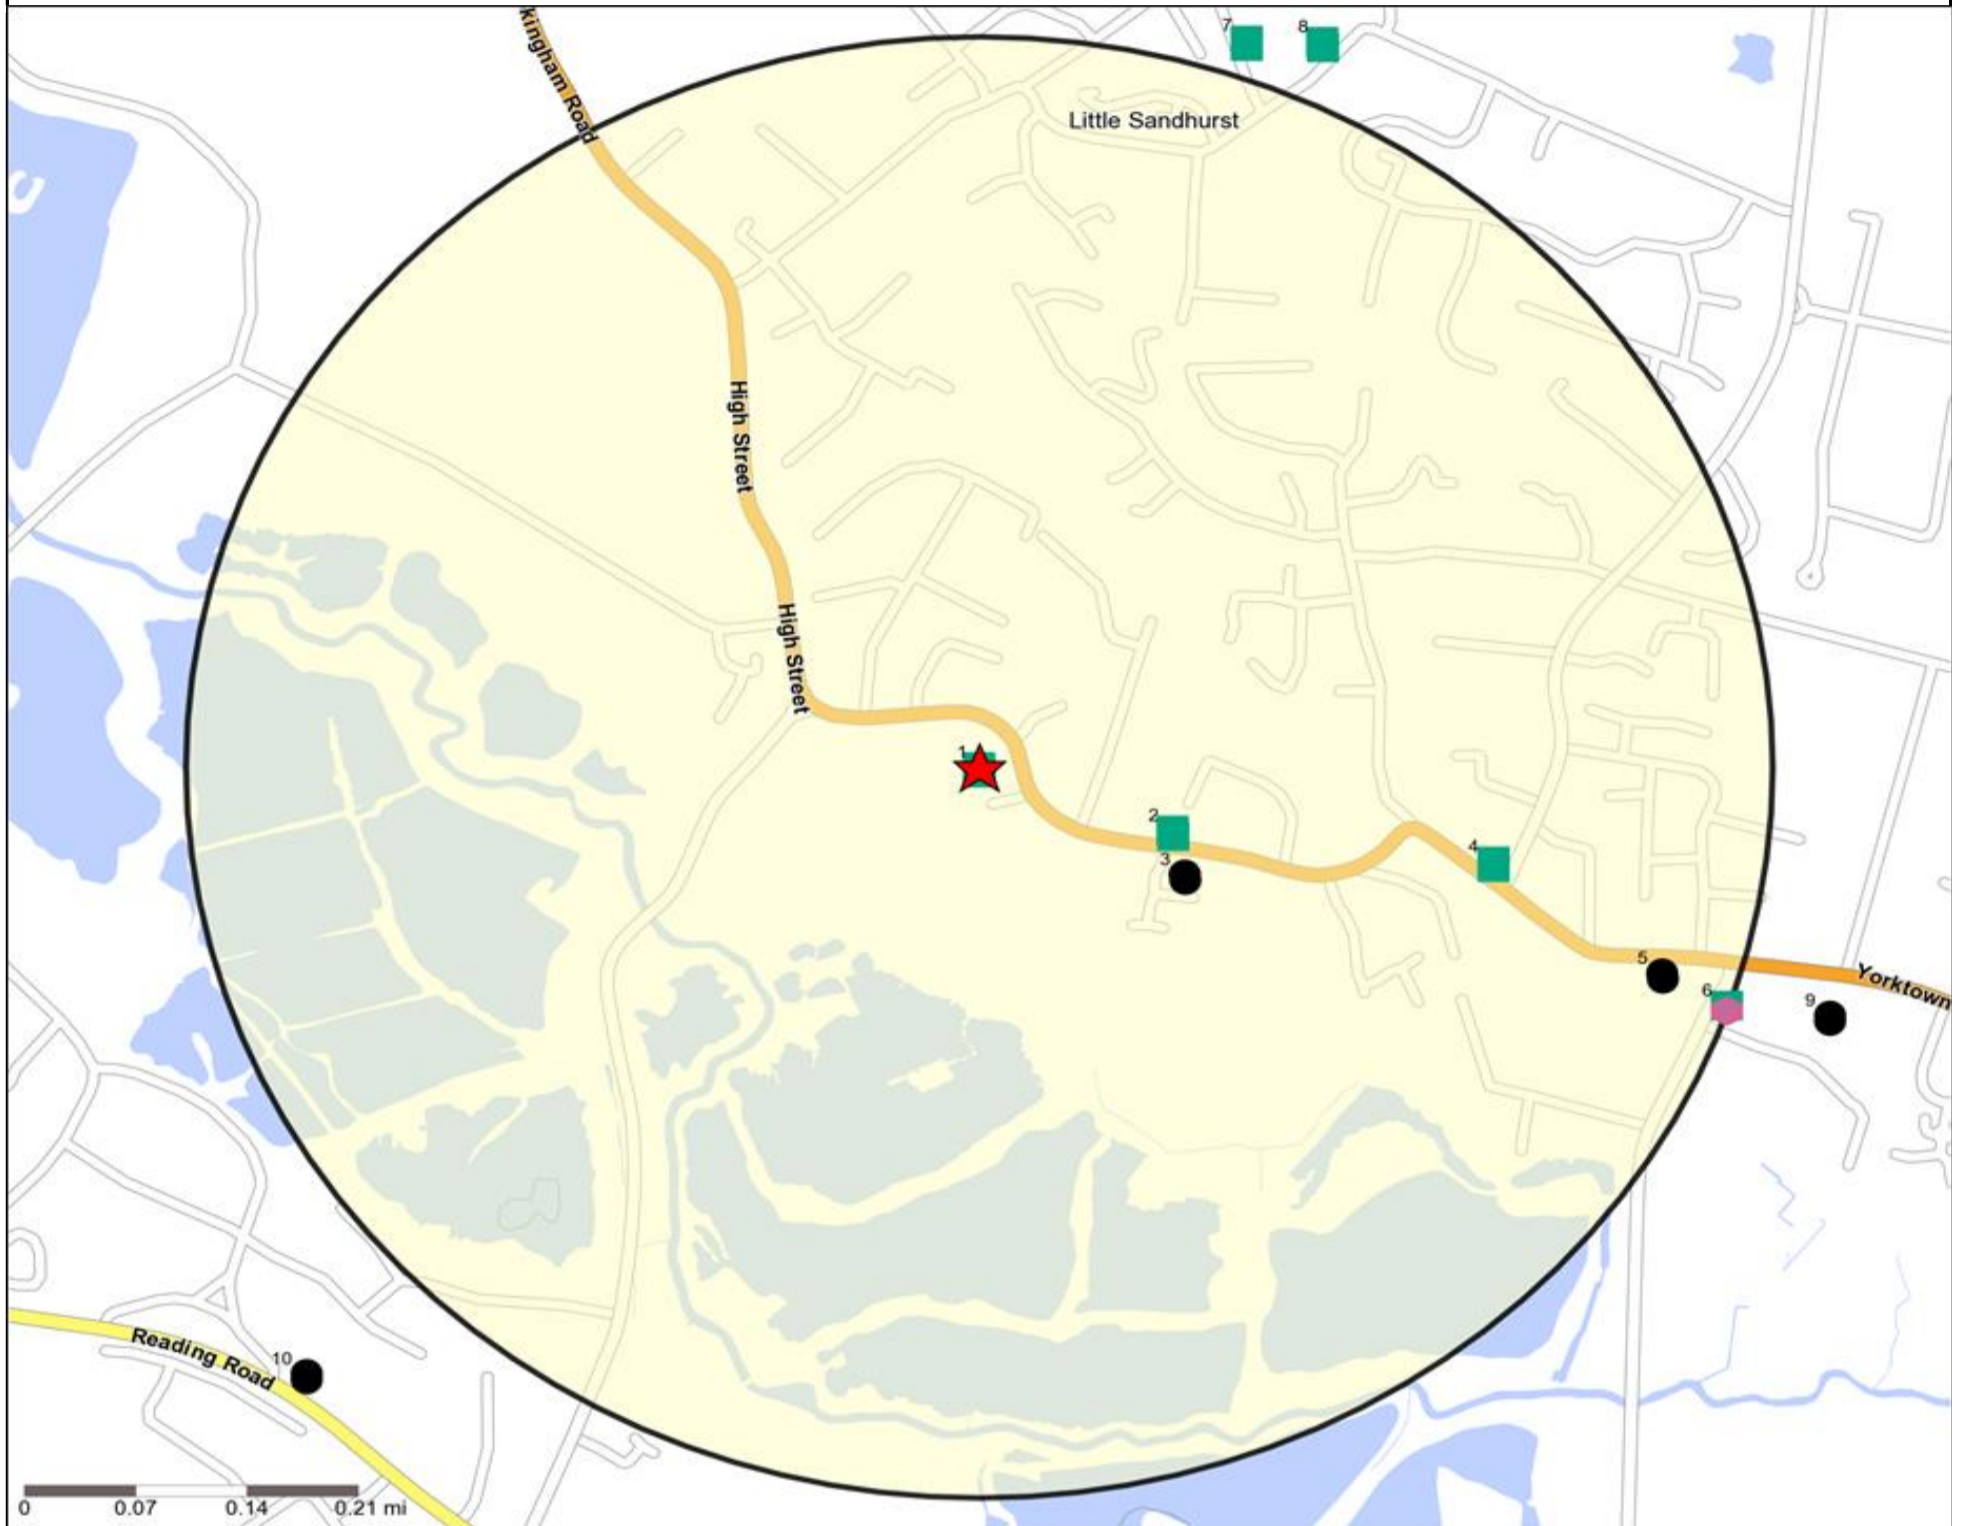 kingham Road
7
8
Little Sandhurst
High Street
High Street
1
2
3
4
5
6
9
Yorktown
Reading Road
10
0 0.07 0.14 0.21 mi